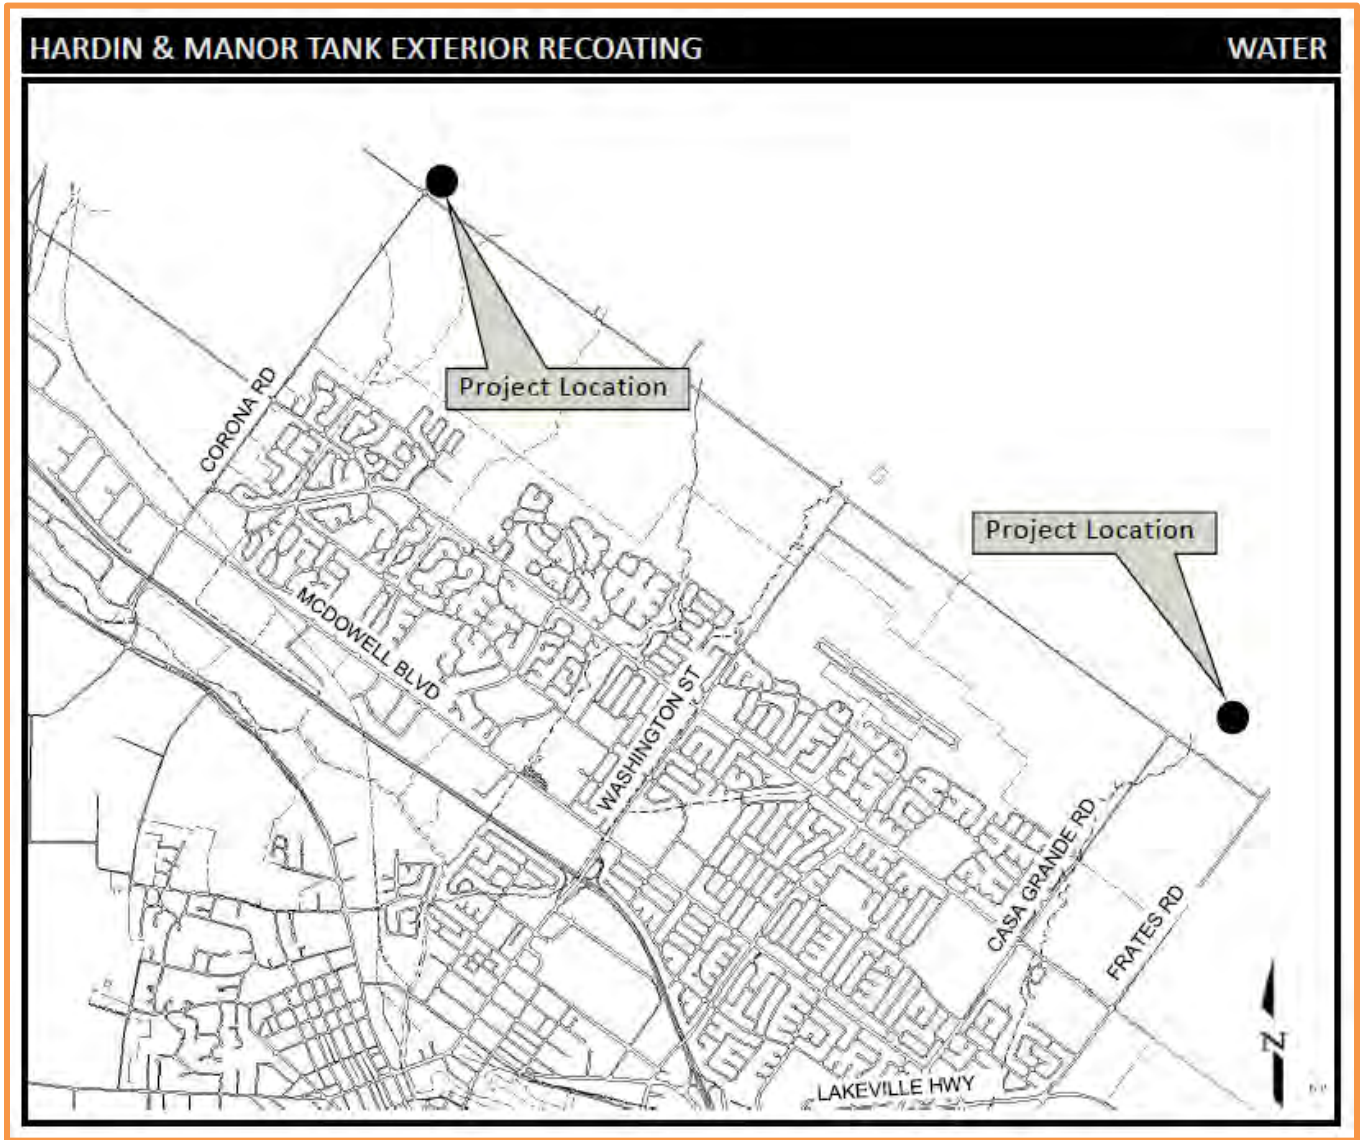 HARDIN & MANOR TANK EXTERIOR RECOATING
WATER
Project Location
CORONA RD
Project Location
MCDOWELL BLVD
WASHINGTON ST
CASA GRANDE RD
FRATES RD
LAKEVILLE HWY
N